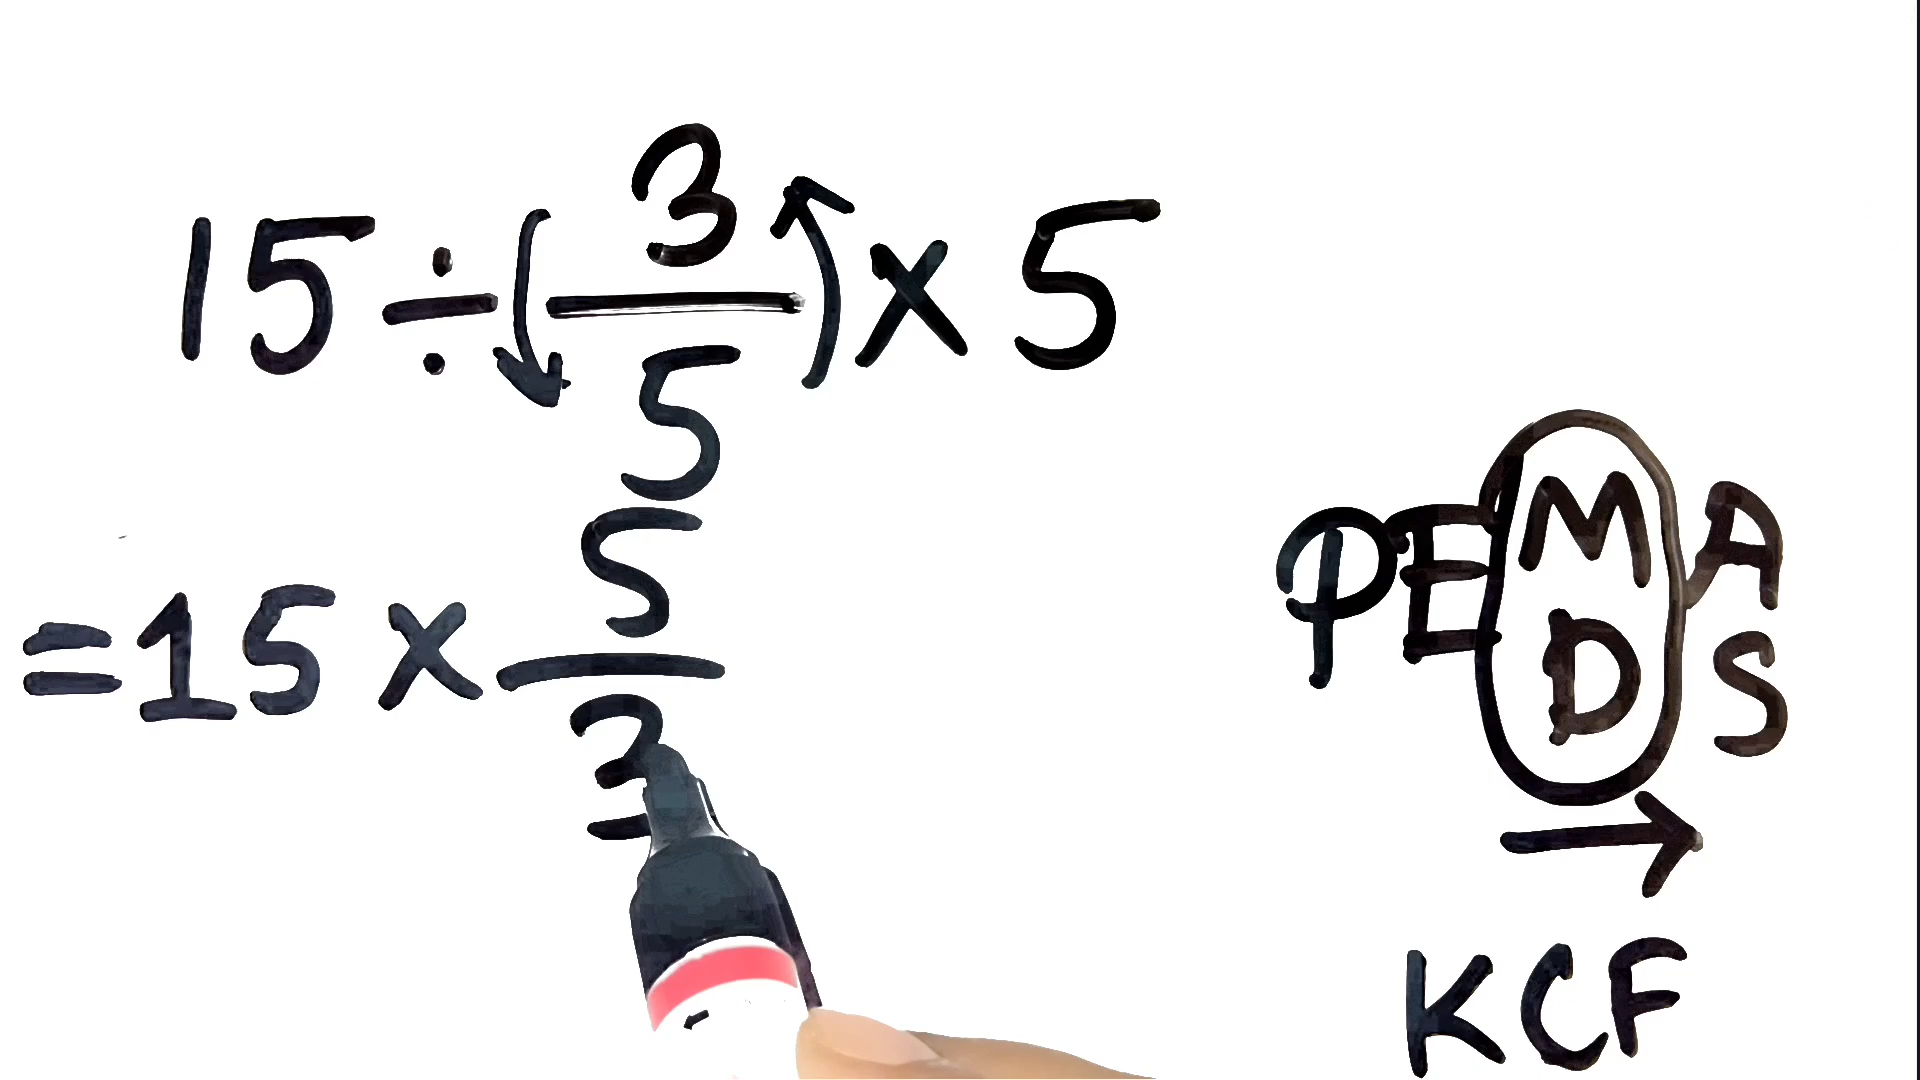 15 ÷ (3/5) × 5
= 15 × 5/3
PEMDAS
KCF